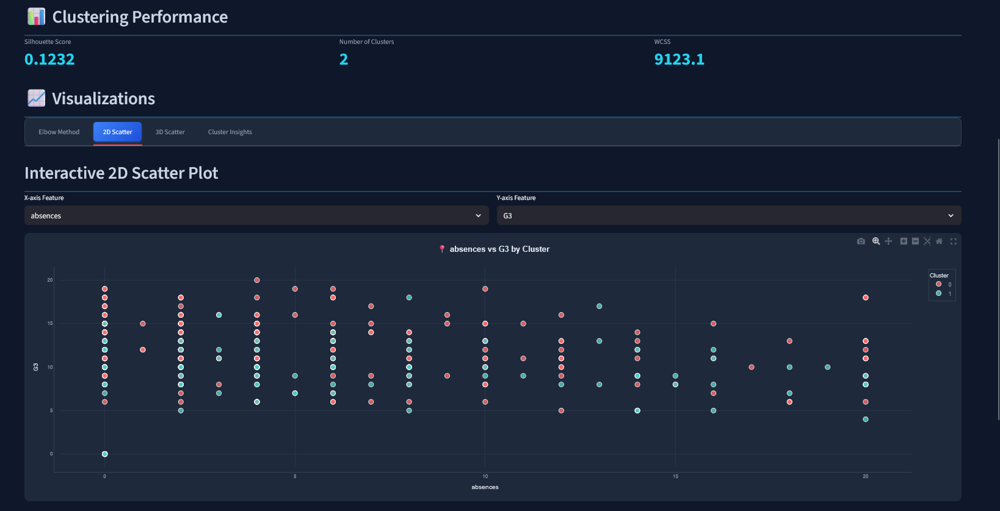 Clustering Performance
Silhouette Score
Number of Clusters
WCSS
0.1232
2
9123.1
Visualizations
Elbow Method
2D Scatter
3D Scatter
Cluster Insights
Interactive 2D Scatter Plot
X-axis Feature
Y-axis Feature
absences
G3
absences vs G3 by Cluster
Cluster
0
1
20
15
10
5
0
G3
0
5
10
15
20
absences